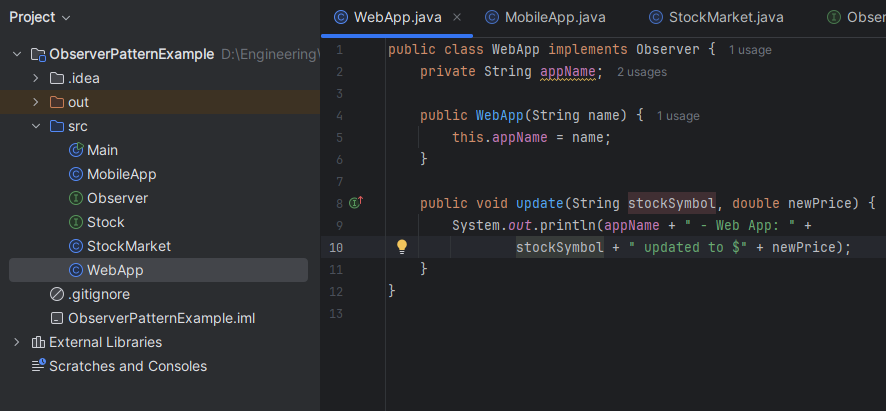 Project
ObserverPatternExample D:\Engineering\
.idea
out
src
Main
MobileApp
Observer
Stock
StockMarket
WebApp
.gitignore
ObserverPatternExample.iml
External Libraries
Scratches and Consoles
WebApp.java MobileApp.java StockMarket.java
1 public class WebApp implements Observer { 1 usage
2 private String appName; 2 usages
3
4 public WebApp(String name) { 1 usage
5 this.appName = name;
6 }
7
8 public void update(String stockSymbol, double newPrice) {
9 System.out.println(appName + " - Web App: " +
10 stockSymbol + " updated to $" + newPrice);
11 }
12 }
13